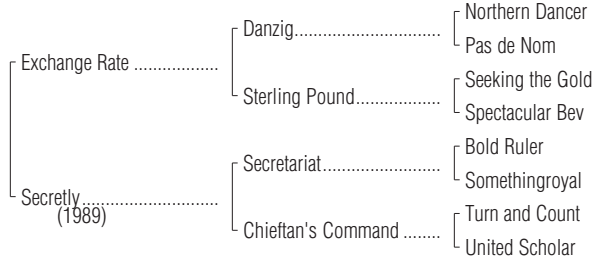 Northern Dancer
Danzig................................
Pas de Nom
Exchange Rate ..................
Seeking the Gold
Sterling Pound..................
Spectacular Bev
Bold Ruler
Secretariat.........................
Somethingroyal
Secretly.............................
(1989)
Turn and Count
Chieftan's Command ........
United Scholar